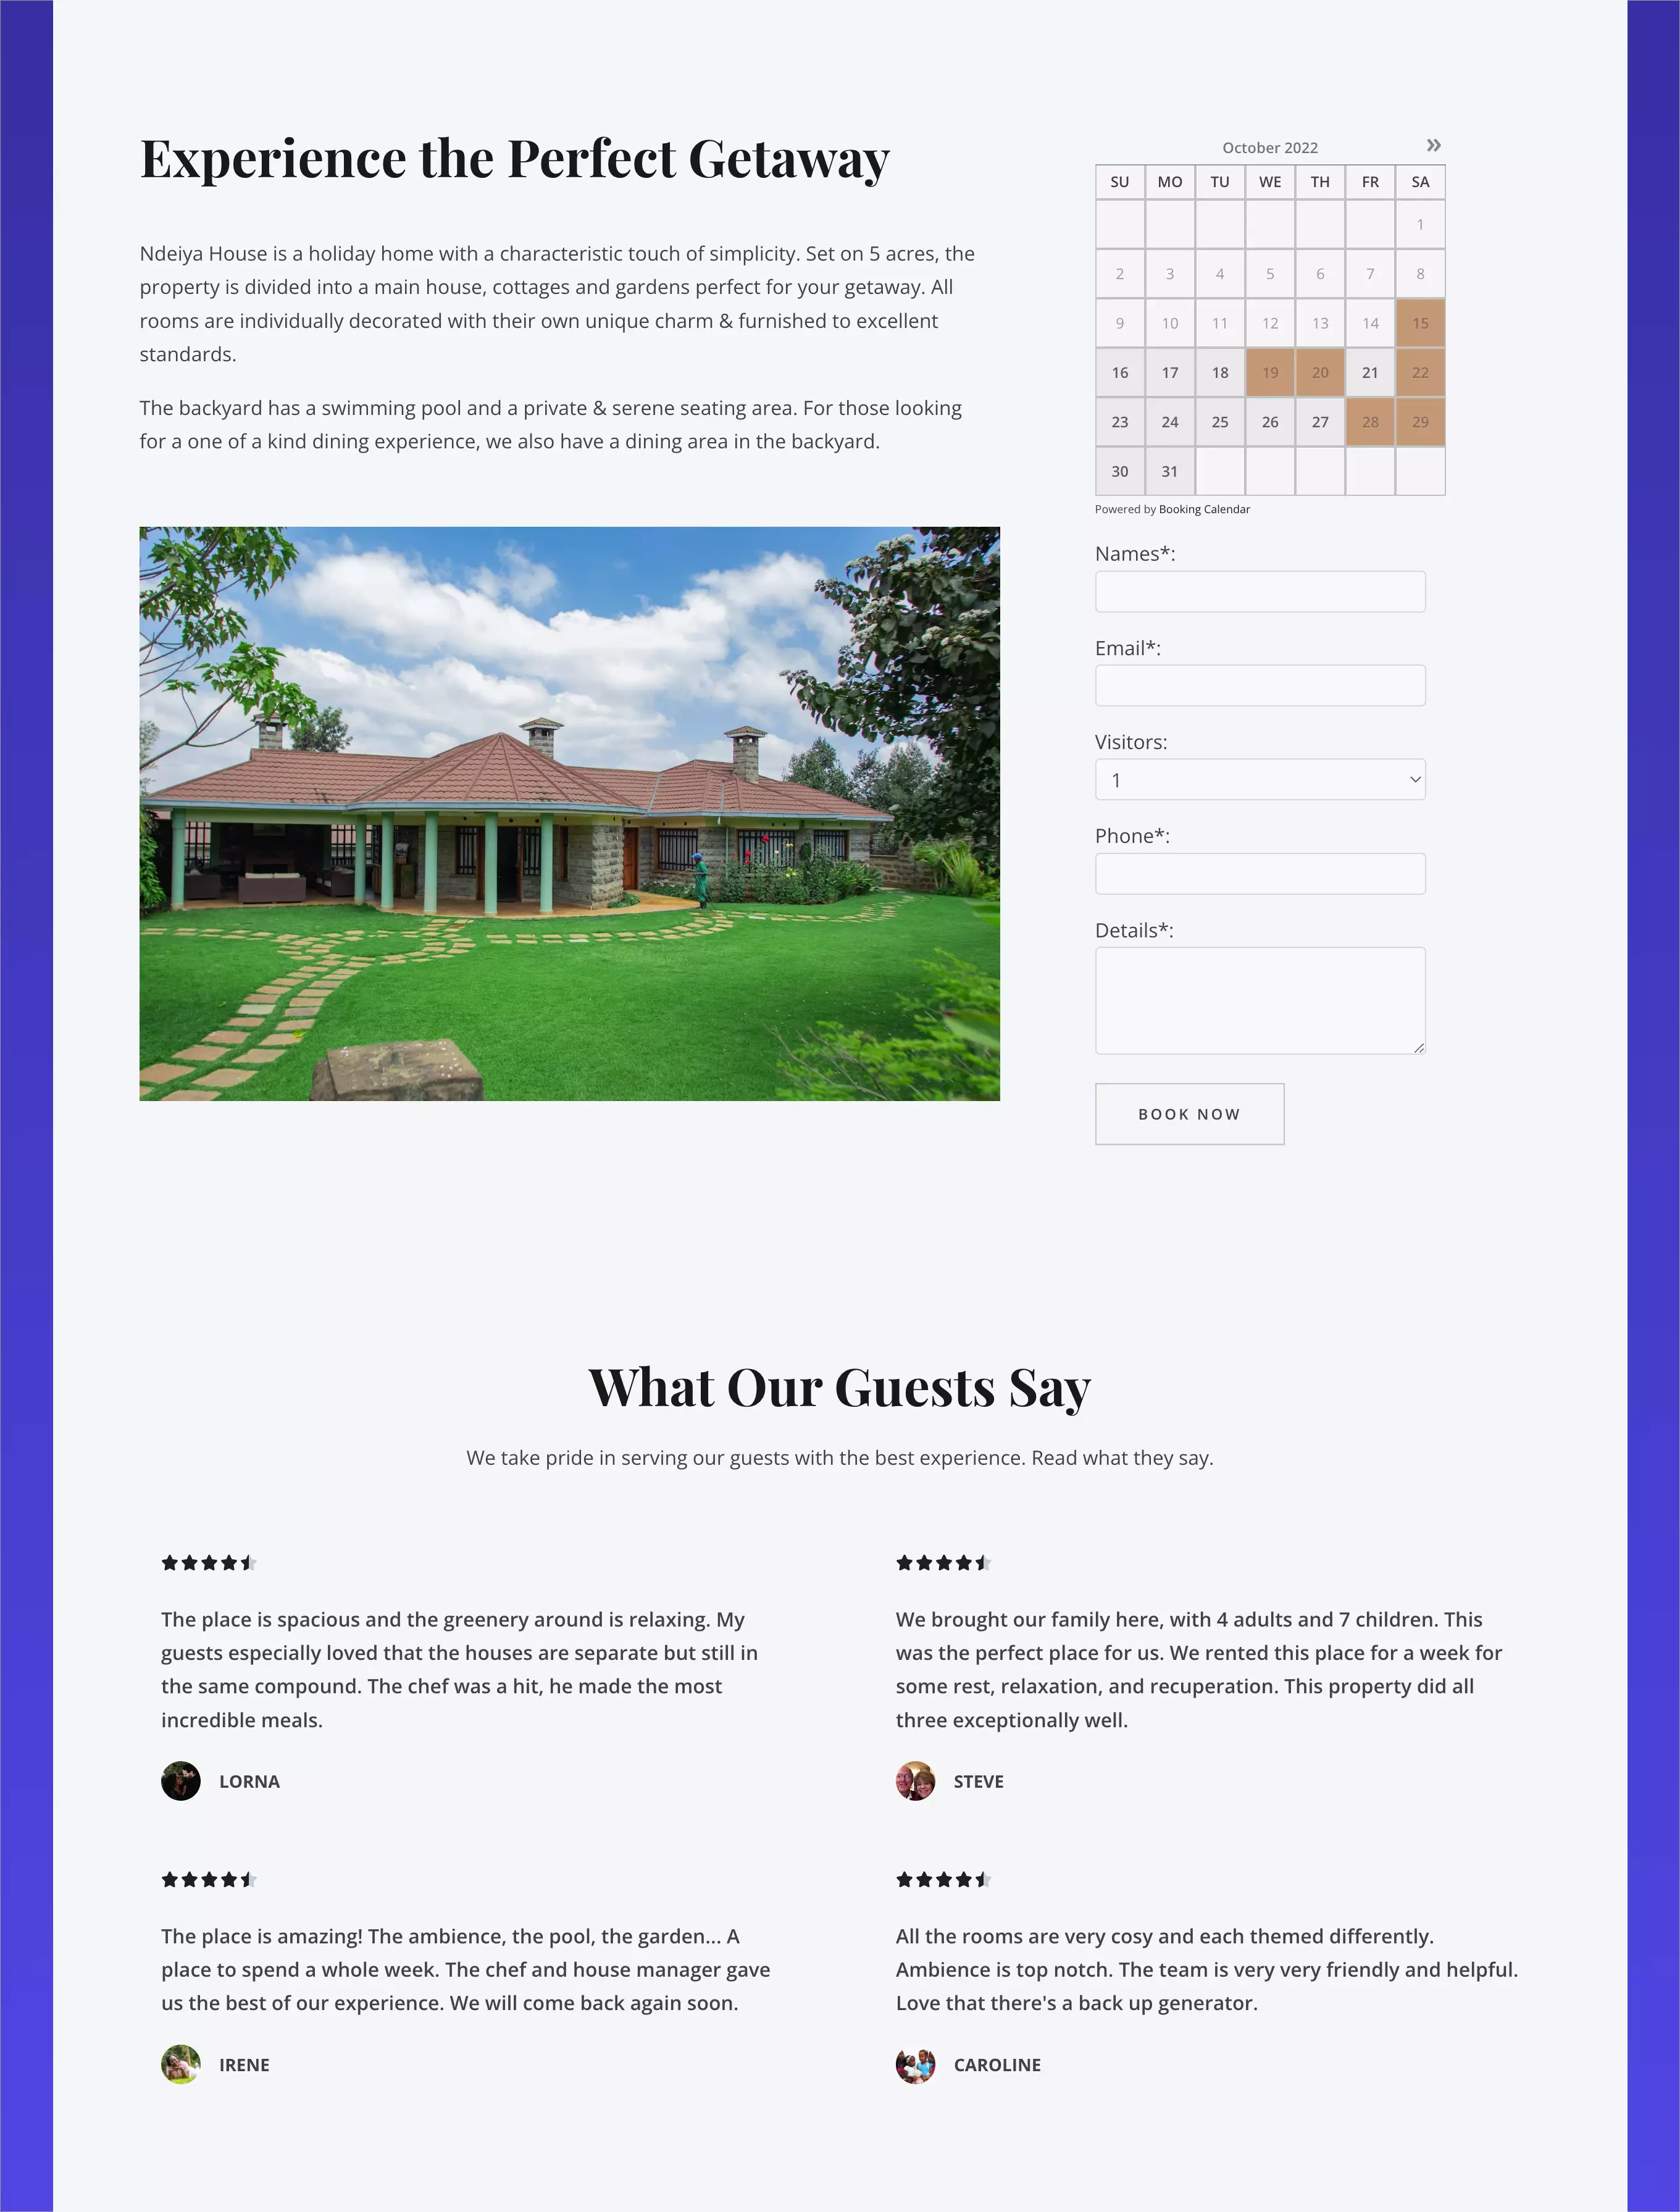 Experience the Perfect Getaway
Ndeiya House is a holiday home with a characteristic touch of simplicity. Set on 5 acres, the
property is divided into a main house, cottages and gardens perfect for your getaway. All
rooms are individually decorated with their own unique charm & furnished to excellent
standards.
The backyard has a swimming pool and a private & serene seating area. For those looking
for a one of a kind dining experience, we also have a dining area in the backyard.
October 2022 »
SU MO TU WE TH FR SA
1
2 3 4 5 6 7 8
9 10 11 12 13 14 15
16 17 18 19 20 21 22
23 24 25 26 27 28 29
30 31
Powered by Booking Calendar
Names*:
Email*:
Visitors:
1
Phone*:
Details*:
BOOK NOW
What Our Guests Say
We take pride in serving our guests with the best experience. Read what they say.
The place is spacious and the greenery around is relaxing. My
guests especially loved that the houses are separate but still in
the same compound. The chef was a hit, he made the most
incredible meals.
LORNA
We brought our family here, with 4 adults and 7 children. This
was the perfect place for us. We rented this place for a week for
some rest, relaxation, and recuperation. This property did all
three exceptionally well.
STEVE
The place is amazing! The ambience, the pool, the garden... A
place to spend a whole week. The chef and house manager gave
us the best of our experience. We will come back again soon.
IRENE
All the rooms are very cosy and each themed differently.
Ambience is top notch. The team is very very friendly and helpful.
Love that there's a back up generator.
CAROLINE